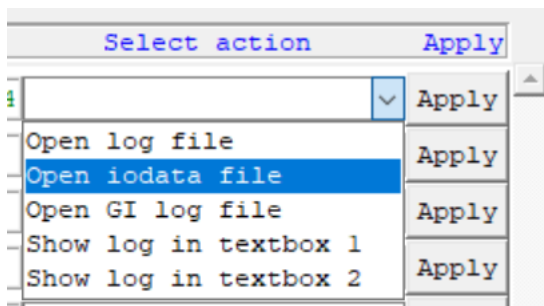 Select action Apply
4 Apply
Open log file
Apply
Open iodata file
Open GI log file Apply
Show log in textbox 1
Show log in textbox 2 Apply